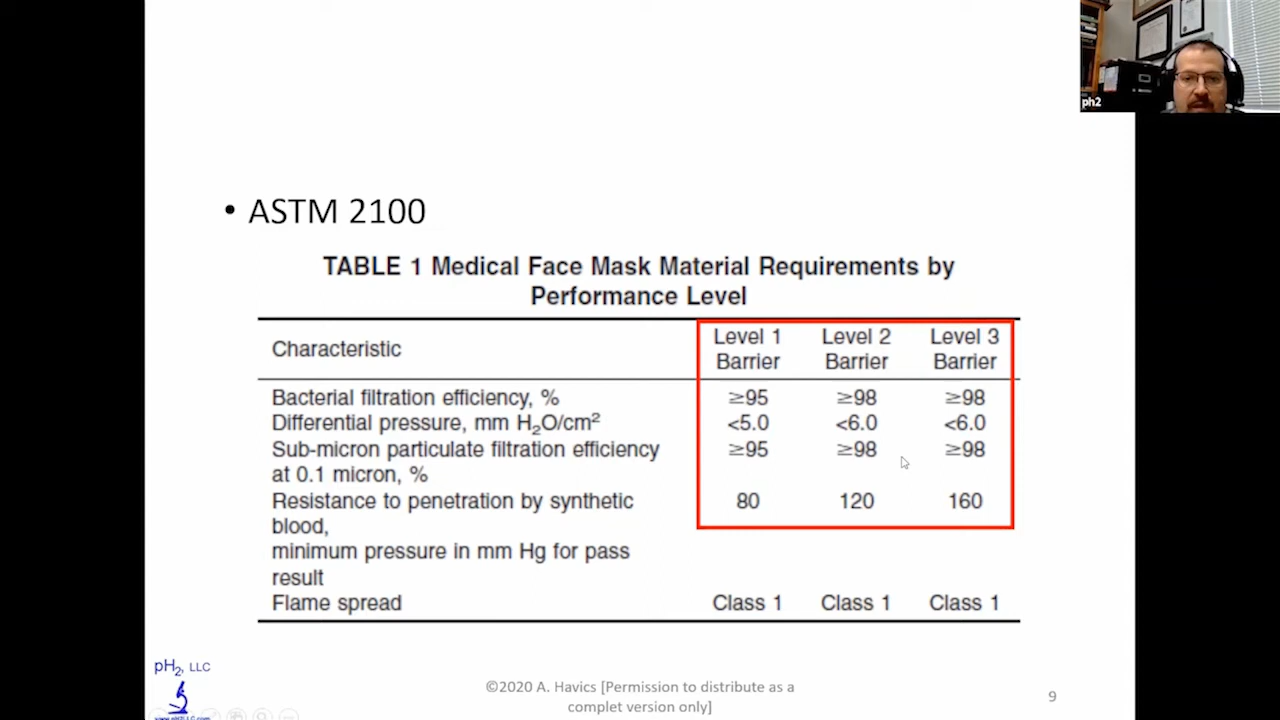 ph2
• ASTM 2100
TABLE 1 Medical Face Mask Material Requirements by
Performance Level
Characteristic
Level 1 Level 2 Level 3
Barrier Barrier Barrier
Bacterial filtration efficiency, % ≥95 ≥98 ≥98
Differential pressure, mm H₂O/cm² <5.0 <6.0 <6.0
Sub-micron particulate filtration efficiency ≥95 ≥98 ≥98
at 0.1 micron, %
Resistance to penetration by synthetic 80 120 160
blood,
minimum pressure in mm Hg for pass
result
Flame spread Class 1 Class 1 Class 1
pH₂, LLC
©2020 A. Havics [Permission to distribute as a
complet version only]
9